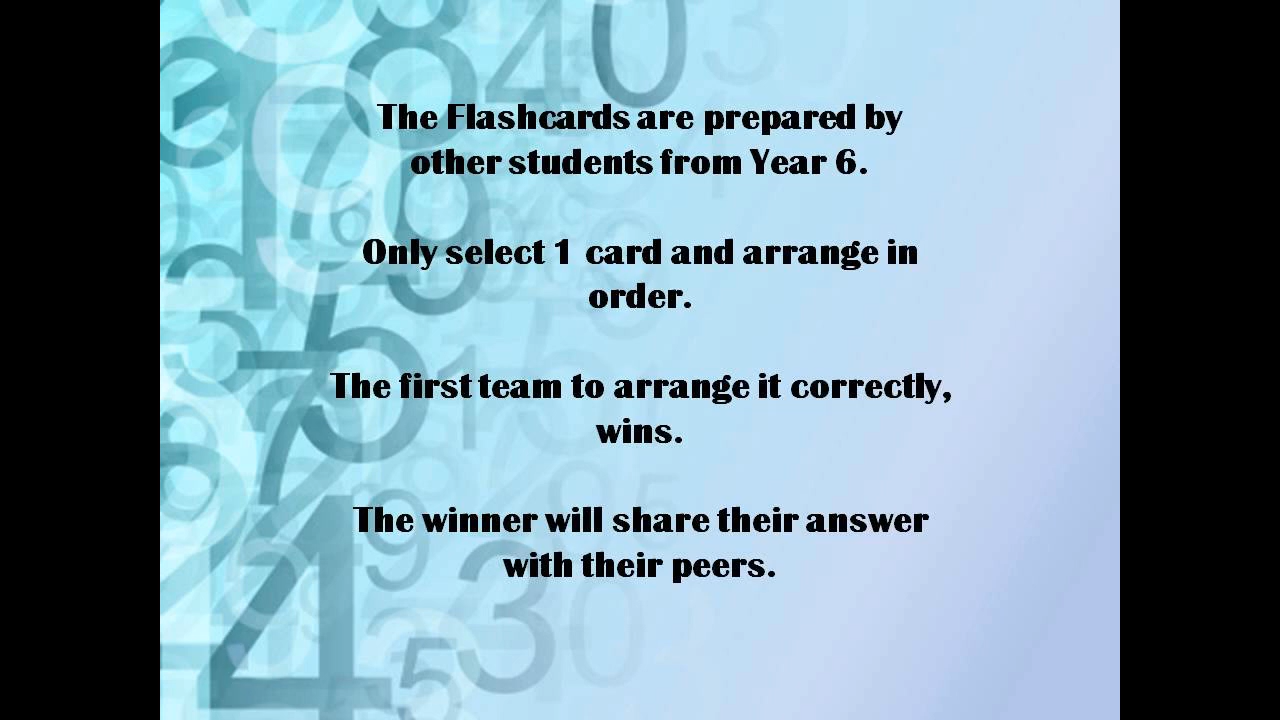 The Flashcards are prepared by
other students from Year 6.
Only select 1 card and arrange in
order.
The first team to arrange it correctly,
wins.
The winner will share their answer
with their peers.